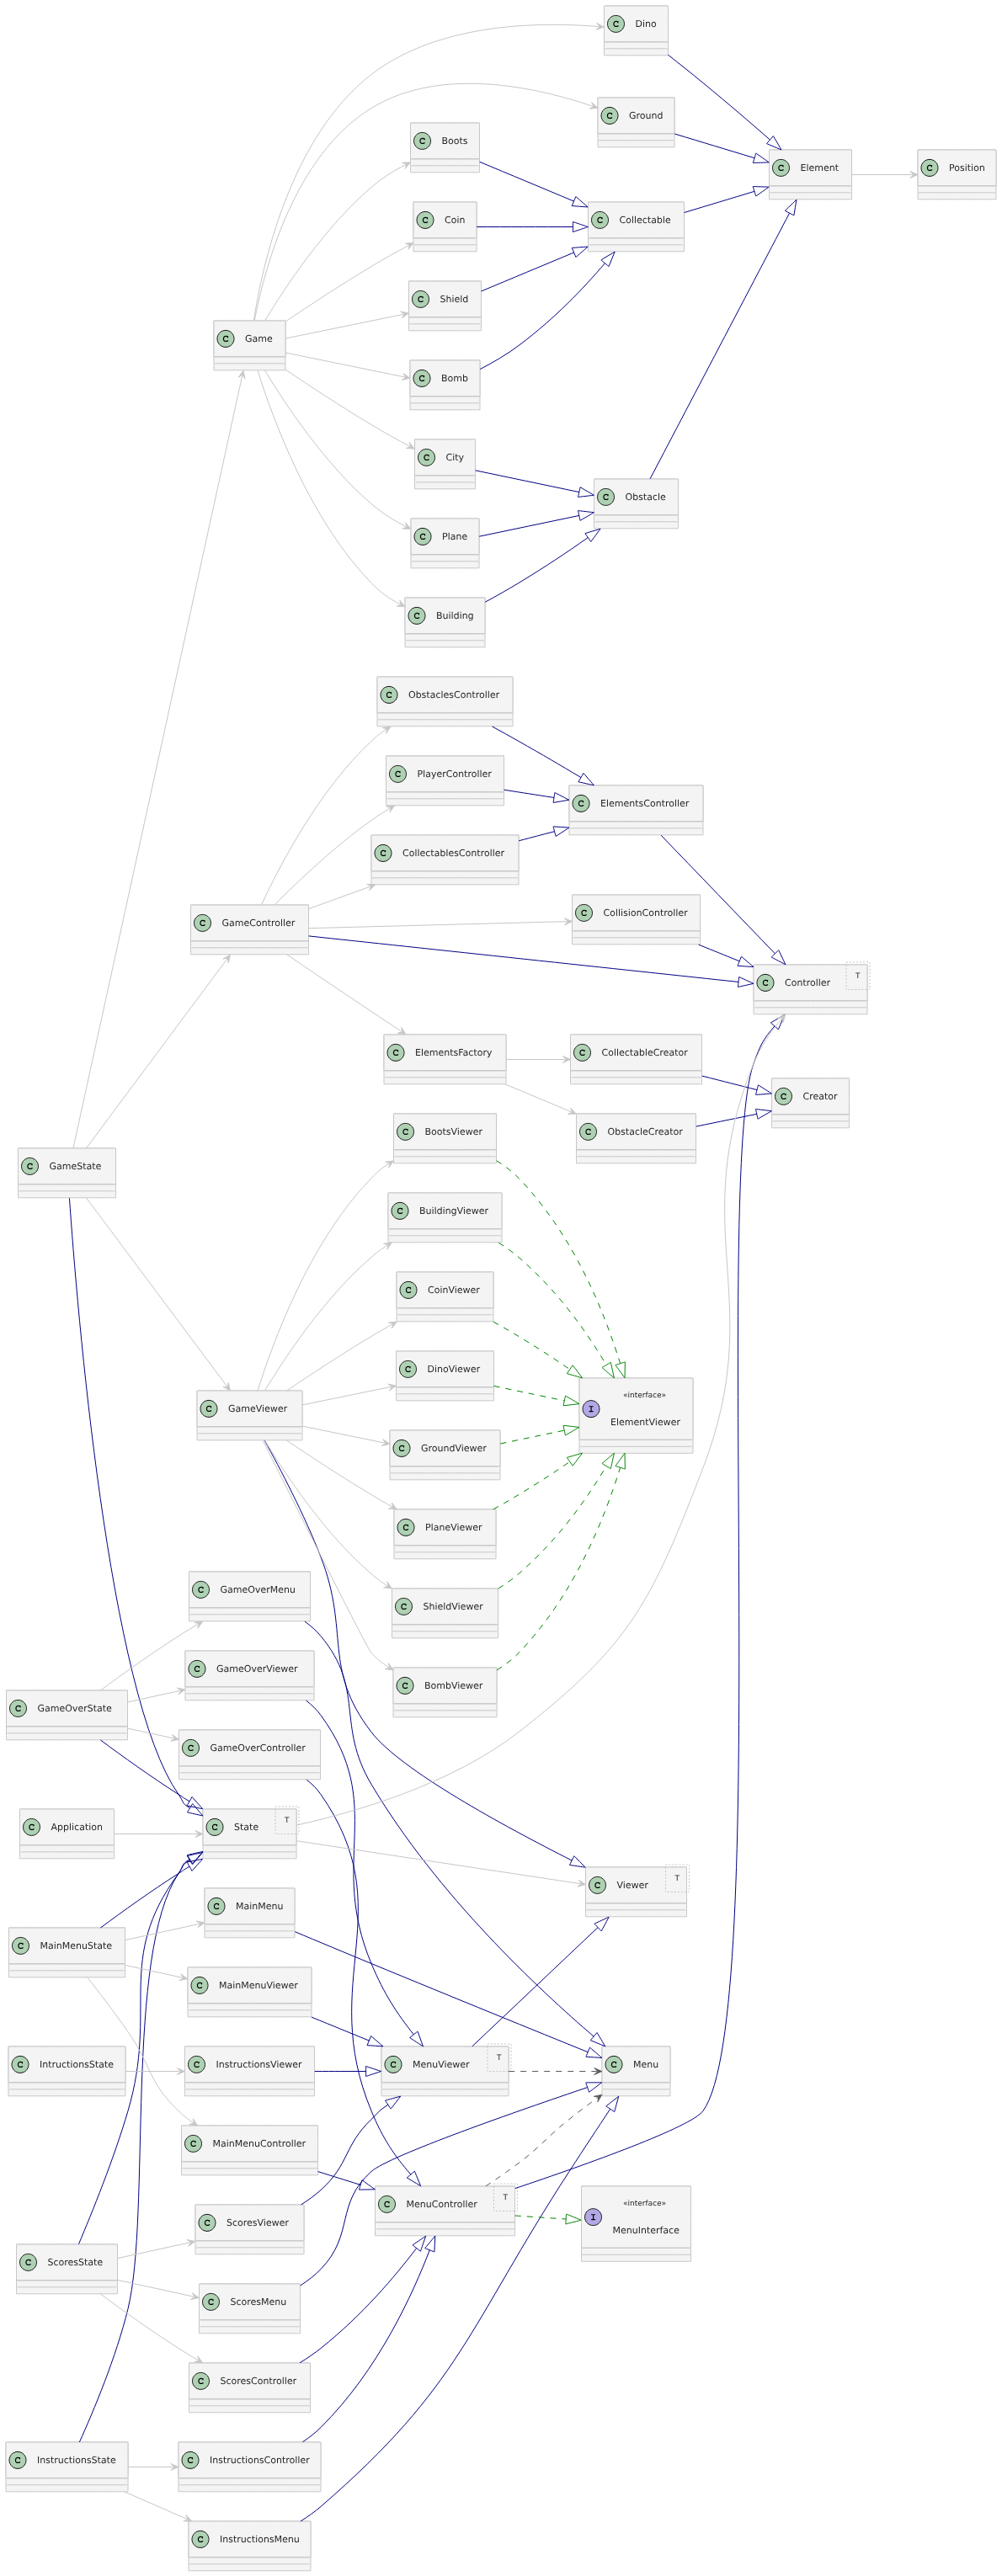 C Dino
C Ground
C Boots
C Element
C Position
C Coin
C Collectable
C Shield
C Game
C Bomb
C City
C Obstacle
C Plane
C Building
C ObstaclesController
C PlayerController
C ElementsController
C CollectablesController
C CollisionController
C GameController
C Controller T
C ElementsFactory
C CollectableCreator
C Creator
C BootsViewer
C ObstacleCreator
C GameState
C BuildingViewer
C CoinViewer
C DinoViewer
«interface»
I ElementViewer
C GameViewer
C GroundViewer
C PlaneViewer
C GameOverMenu
C ShieldViewer
C GameOverViewer
C BombViewer
C GameOverState
C GameOverController
C Application
C State T
C Viewer T
C MainMenu
C MainMenuState
C MainMenuViewer
C IntructionsState
C InstructionsViewer
C MenuViewer T
C Menu
C MainMenuController
C MenuController T
«interface»
I MenuInterface
C ScoresViewer
C ScoresState
C ScoresMenu
C ScoresController
C InstructionsState
C InstructionsController
C InstructionsMenu